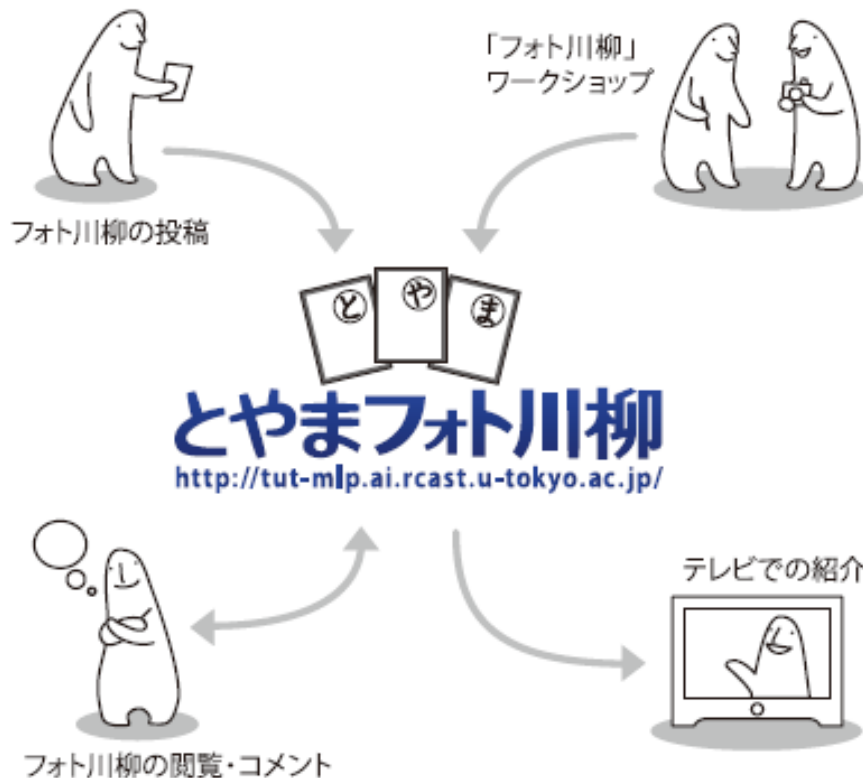 「フォト川柳」
ワークショップ
フォト川柳の投稿
と や ま
とやまフォト川柳
http://tut-mlp.ai.rcast.u-tokyo.ac.jp/
テレビでの紹介
フォト川柳の閲覧・コメント